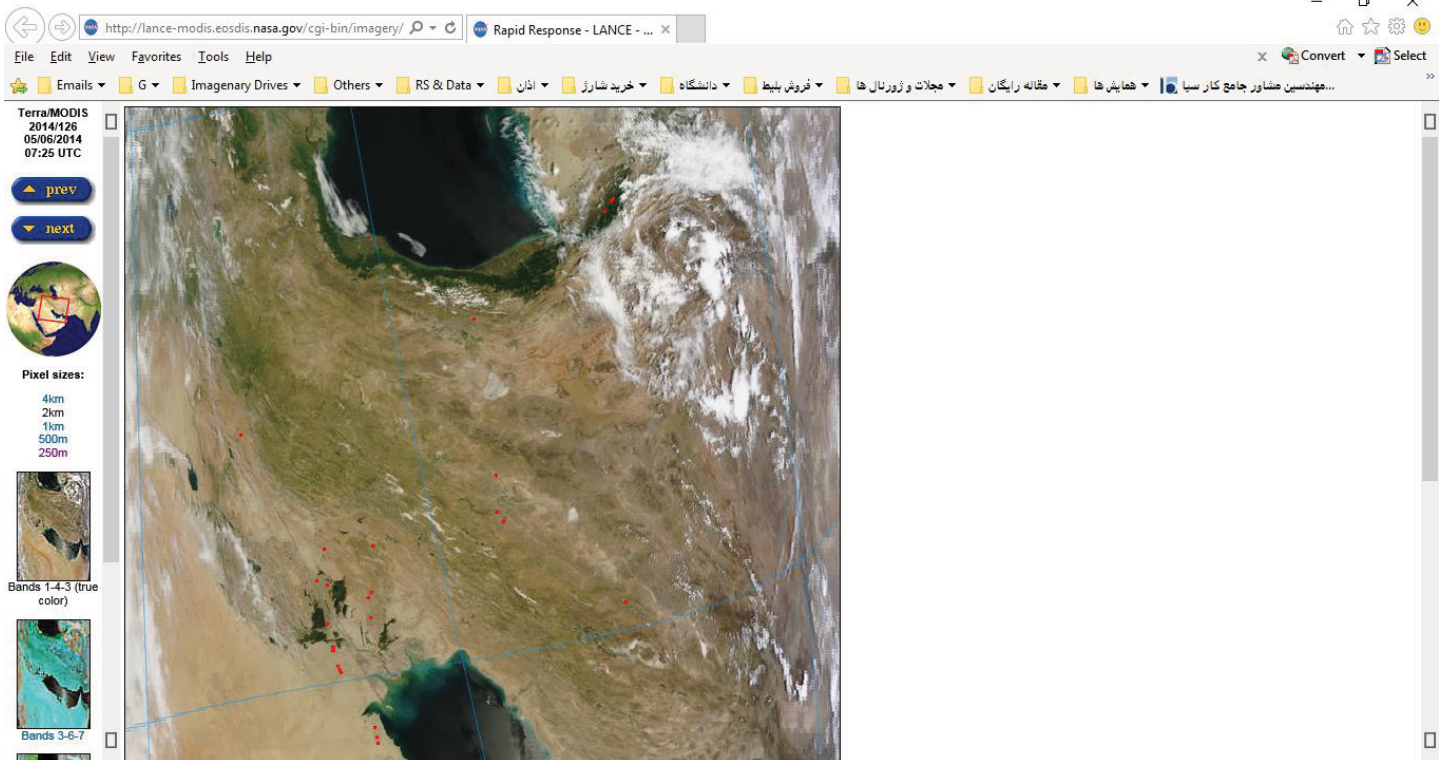 http://lance-modis.eosdis.nasa.gov/cgi-bin/imagery/
Rapid Response - LANCE - ...
File Edit View Favorites Tools Help
Convert Select
Emails G Imagenary Drives Others RS & Data اذان خرید شارژ دانشگاه فروش بلیط مجلات و ژورنال ها مقاله رایگان همایش ها مهندسین مشاور جامع کار سپا...
Terra/MODIS
2014/126
05/06/2014
07:25 UTC
prev
next
Pixel sizes:
4km
2km
1km
500m
250m
Bands 1-4-3 (true
color)
Bands 3-6-7